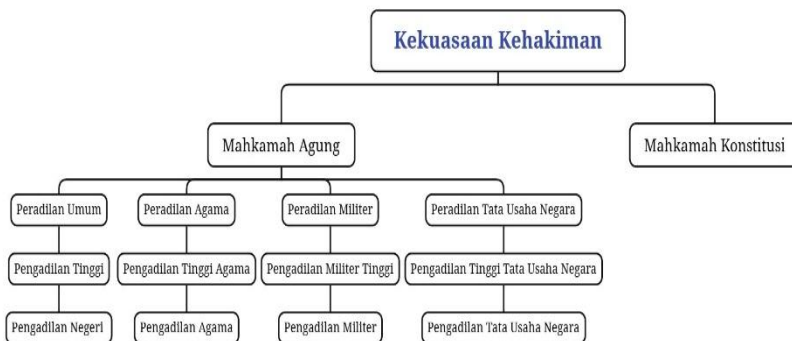 Kekuasaan Kehakiman
Mahkamah Agung
Mahkamah Konstitusi
Peradilan Umum
Peradilan Agama
Peradilan Militer
Peradilan Tata Usaha Negara
Pengadilan Tinggi
Pengadilan Tinggi Agama
Pengadilan Militer Tinggi
Pengadilan Tinggi Tata Usaha Negara
Pengadilan Negeri
Pengadilan Agama
Pengadilan Militer
Pengadilan Tata Usaha Negara